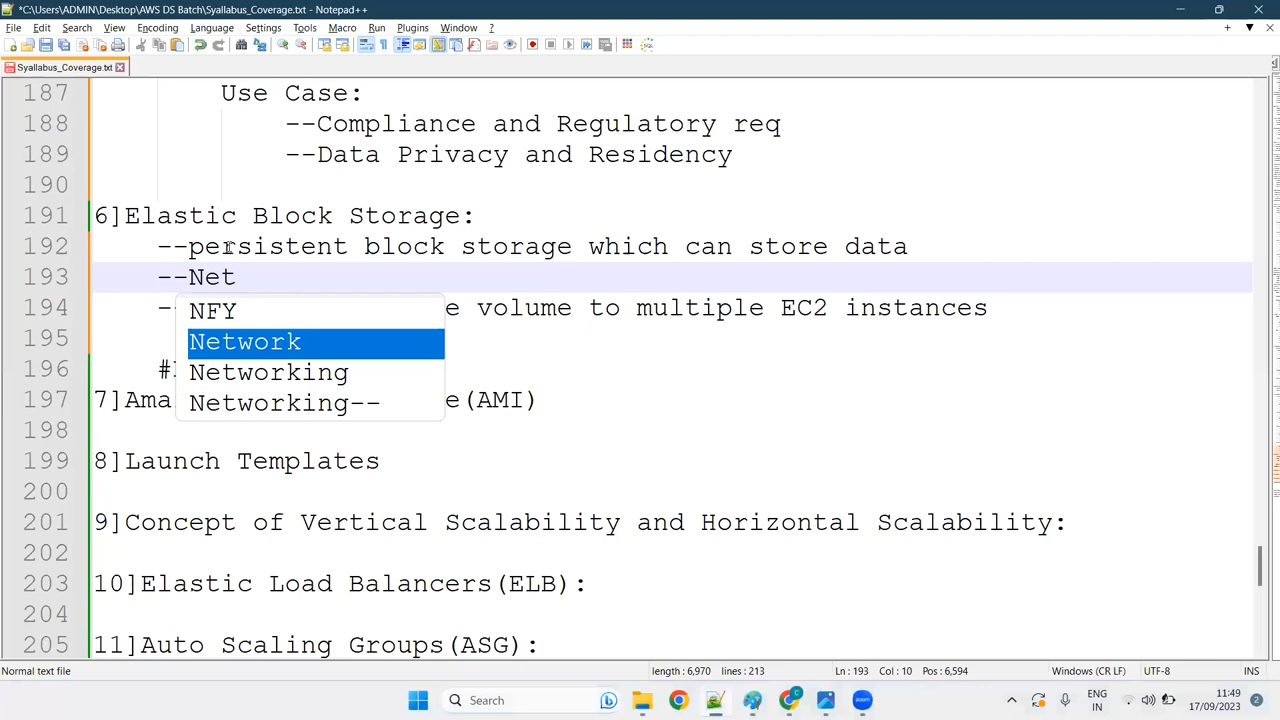 *C:\Users\ADMIN\Desktop\AWS DS Batch\Syallabus_Coverage.txt - Notepad++
File Edit Search View Encoding Language Settings Tools Macro Run Plugins Window ?
Syallabus_Coverage.txt
187 Use Case:
188 --Compliance and Regulatory req
189 --Data Privacy and Residency
190
191 6]Elastic Block Storage:
192 --persistent block storage which can store data
193 --Net
NFY
194 volume to multiple EC2 instances
Network
195
Networking
196
Networking--
197 7]Ama e(AMI)
198
199 8]Launch Templates
200
201 9]Concept of Vertical Scalability and Horizontal Scalability:
202
203 10]Elastic Load Balancers(ELB):
204
205 11]Auto Scaling Groups(ASG):
Normal text file length : 6,970 lines : 213 Ln : 193 Col : 10 Pos : 6,594 Windows (CR LF) UTF-8 INS
Search ENG IN 11:49 17/09/2023